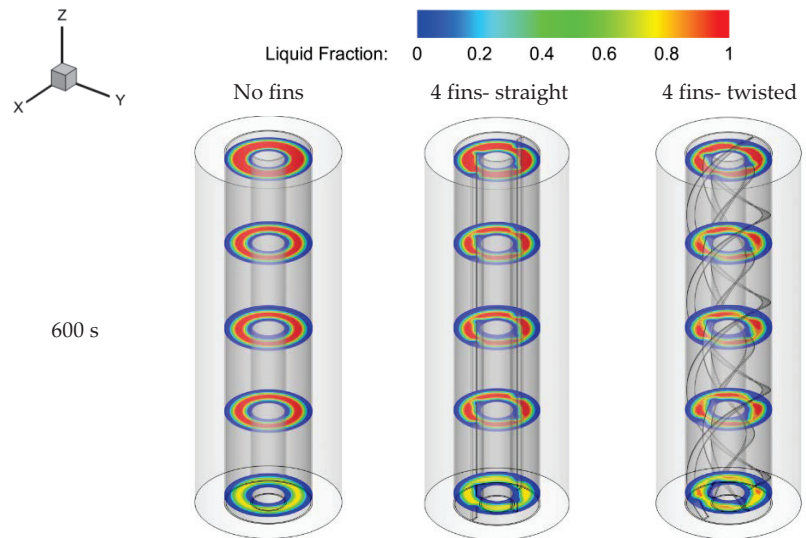 Z
X
Y
Liquid Fraction: 0 0.2 0.4 0.6 0.8 1
No fins 4 fins- straight 4 fins- twisted
600 s